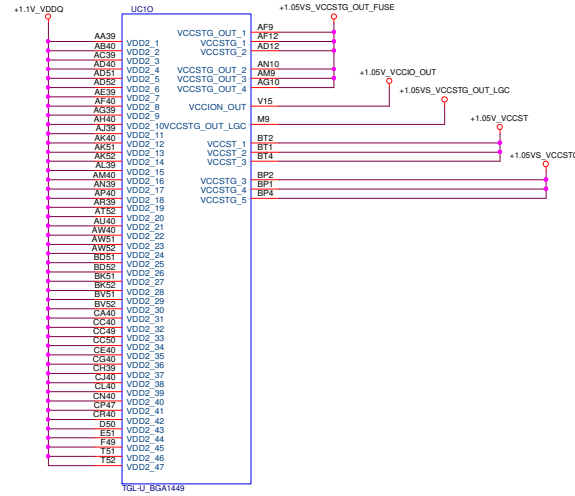 +1.1V_VDDQ
UC1O
+1.05VS_VCCSTG_OUT_FUSE
+1.05V_VCCIO_OUT
+1.05VS_VCCSTG_OUT_LGC
+1.05V_VCCST
+1.05VS_VCCSTG
AA39 VDD2_1
AB40 VDD2_2
AC39 VDD2_3
AD40 VDD2_4
AD51 VDD2_5
AD52 VDD2_6
AE39 VDD2_7
AF40 VDD2_8
AG39 VDD2_9
AH40 VDD2_10
AJ39 VDD2_11
AK40 VDD2_12
AK51 VDD2_13
AK52 VDD2_14
AL39 VDD2_15
AM40 VDD2_16
AN39 VDD2_17
AP40 VDD2_18
AR39 VDD2_19
AT52 VDD2_20
AU40 VDD2_21
AW40 VDD2_22
AW51 VDD2_23
AW52 VDD2_24
BD51 VDD2_25
BD52 VDD2_26
BK51 VDD2_27
BK52 VDD2_28
BV51 VDD2_29
BV52 VDD2_30
CA40 VDD2_31
CC40 VDD2_32
CC49 VDD2_33
CC50 VDD2_34
CE40 VDD2_35
CG40 VDD2_36
CH39 VDD2_37
CJ40 VDD2_38
CL40 VDD2_39
CN40 VDD2_40
CP47 VDD2_41
CR40 VDD2_42
D50 VDD2_43
E51 VDD2_44
F49 VDD2_45
T51 VDD2_46
T52 VDD2_47
VCCSTG_OUT_1 AF9
VCCSTG_1 AF12
VCCSTG_2 AD12
VCCSTG_OUT_2 AN10
VCCSTG_OUT_3 AM9
VCCSTG_OUT_4 AG10
VCCION_OUT V15
VCCSTG_OUT_LGC M9
VCCST_1 BT2
VCCST_2 BT1
VCCST_3 BT4
VCCSTG_3 BP2
VCCSTG_4 BP1
VCCSTG_5 BP4
TGL-U_BGA1449